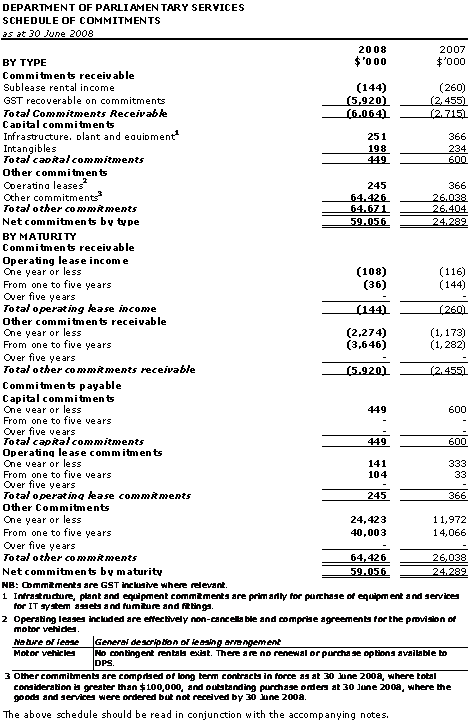 DEPARTMENT OF PARLIAMENTARY SERVICES
SCHEDULE OF COMMITMENTS
as at 30 June 2008
2008 2007
BY TYPE $'000 $'000
Commitments receivable
Sublease rental income (144) (260)
GST recoverable on commitments (5,920) (2,455)
Total Commitments Receivable (6,064) (2,715)
Capital commitments
Infrastructure, plant and equipment1 251 366
Intangibles 198 234
Total capital commitments 449 600
Other commitments
Operating leases2 245 366
Other commitments3 64,426 26,038
Total other commitments 64,671 26,404
Net commitments by type 59,056 24,289
BY MATURITY
Commitments receivable
Operating lease income
One year or less (108) (116)
From one to five years (36) (144)
Over five years - -
Total operating lease income (144) (260)
Other commitments receivable
One year or less (2,274) (1,173)
From one to five years (3,646) (1,282)
Over five years - -
Total other commitments receivable (5,920) (2,455)
Commitments payable
Capital commitments
One year or less 449 600
From one to five years - -
Over five years - -
Total capital commitments 449 600
Operating lease commitments
One year or less 141 333
From one to five years 104 33
Over five years - -
Total operating lease commitments 245 366
Other Commitments
One year or less 24,423 11,972
From one to five years 40,003 14,066
Over five years - -
Total other commitments 64,426 26,038
Net commitments by maturity 59,056 24,289
NB: Commitments are GST inclusive where relevant.
1 Infrastructure, plant and equipment commitments are primarily for purchase of equipment and services
for IT system assets and furniture and fittings.
2 Operating leases included are effectively non-cancellable and comprise agreements for the provision of
motor vehicles.
Nature of lease General description of leasing arrangement
Motor vehicles No contingent rentals exist. There are no renewal or purchase options available to
DPS.
3 Other commitments are comprised of long term contracts in force as at 30 June 2008, where total
consideration is greater than $100,000, and outstanding purchase orders at 30 June 2008, where the
goods and services were ordered but not received by 30 June 2008.
The above schedule should be read in conjunction with the accompanying notes.